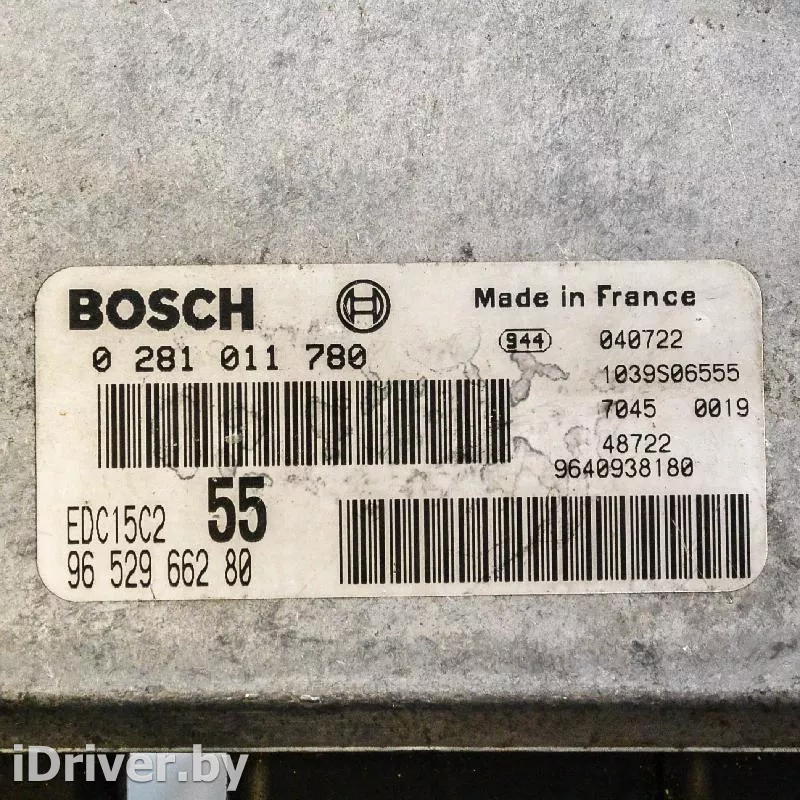 BOSCH
Made in France
0 281 011 780
944 040722
1039S06555
7045 0019
48722
9640938180
EDC15C2 55
96 529 662 80
iDriver.by